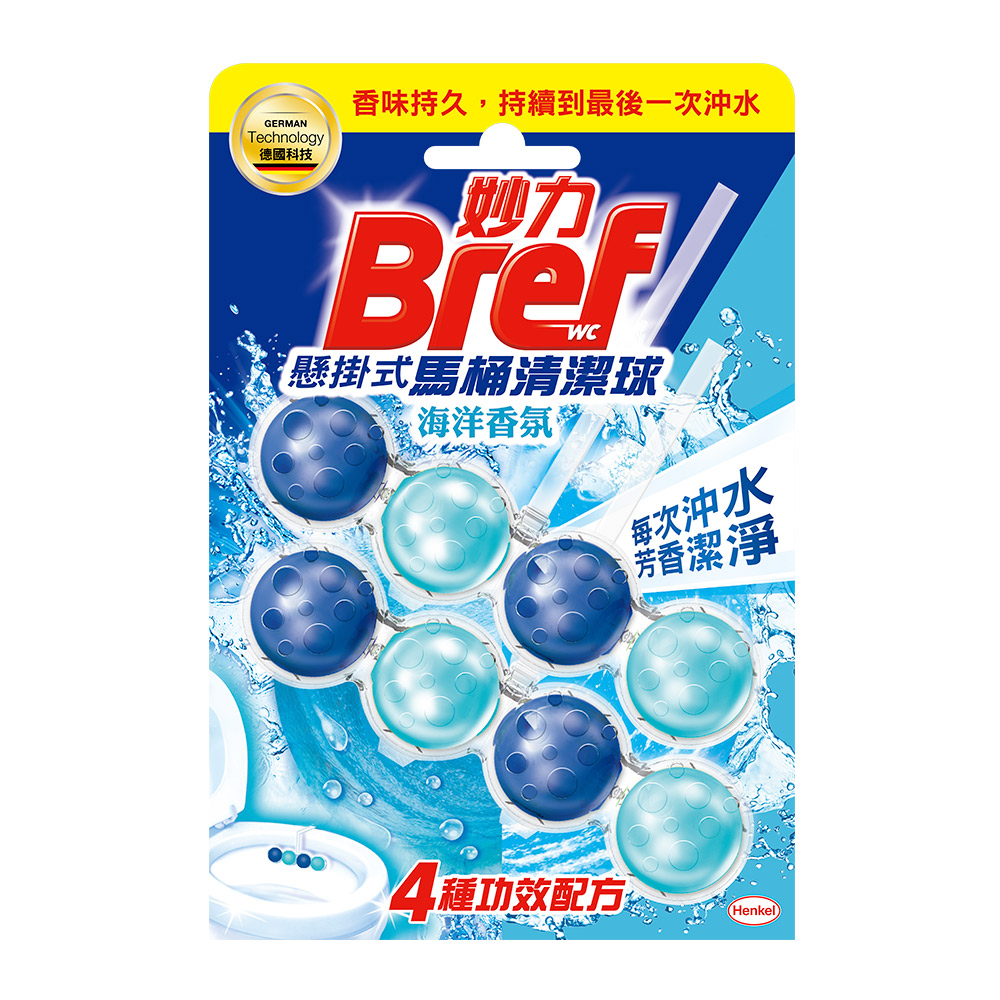 香味持久，持續到最後一次沖水
GERMAN
Technology
德國科技
妙力
Bref
WC
懸掛式馬桶清潔球
海洋香氛
每次沖水
芳香潔淨
4種功效配方
Henkel